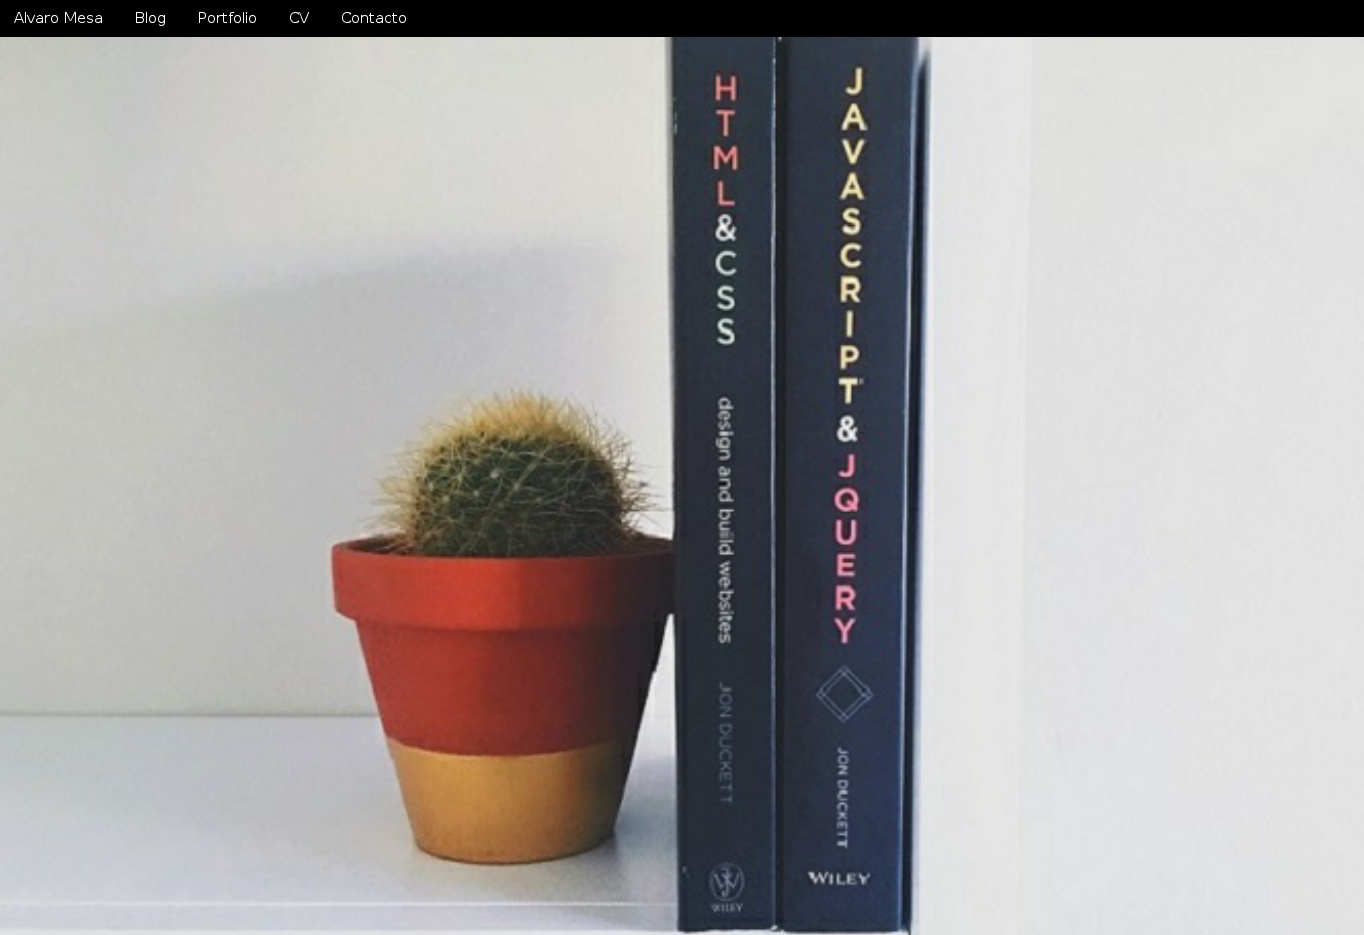 Alvaro Mesa Blog Portfolio CV Contacto
HTML&CSS
design and build websites
JON DUCKETT
WILEY
JAVASCRIPT & JQUERY
JON DUCKETT
WILEY